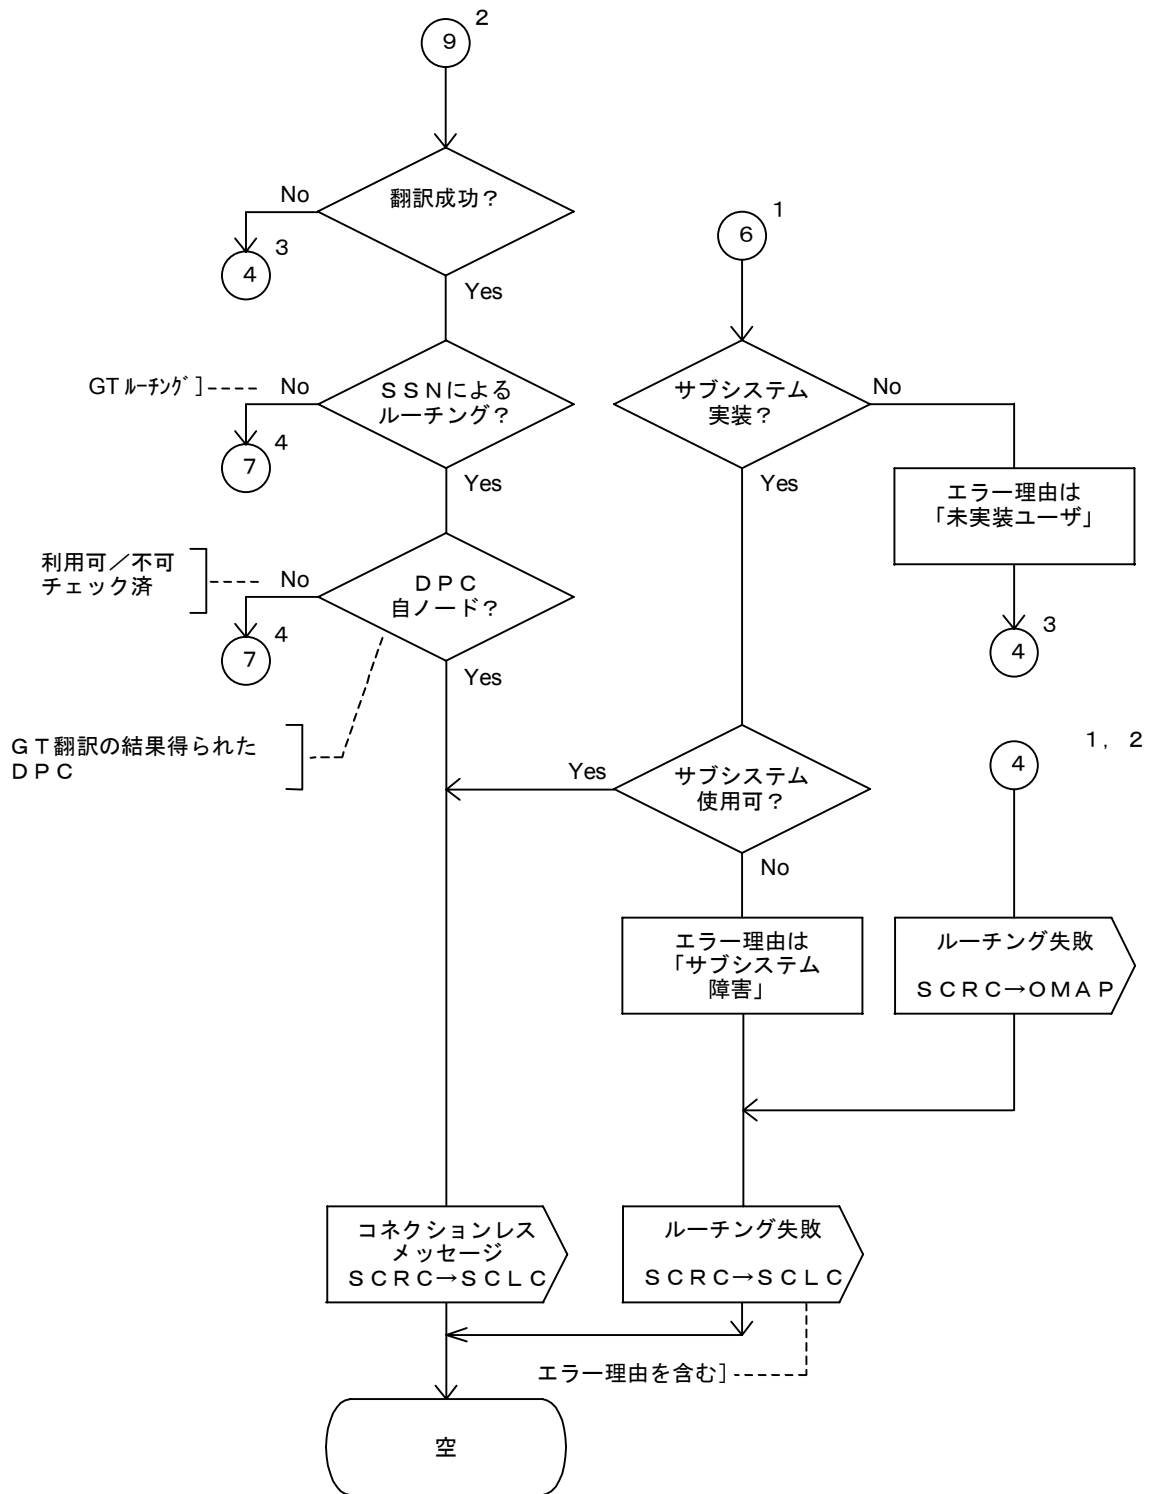 2
9
翻訳成功?
No
3
4
Yes
1
6
GTルーチング] No
SSNによる
ルーチング?
4
7
Yes
サブシステム
実装?
No
Yes
エラー理由は
「未実装ユーザ」
3
4
利用可/不可
チェック済
No
DPC
自ノード?
4
7
Yes
GT翻訳の結果得られた
DPC
Yes
サブシステム
使用可?
No
1, 2
4
エラー理由は
「サブシステム
障害」
ルーチング失敗
SCRC→OMAP
コネクションレス
メッセージ
SCRC→SCLC
ルーチング失敗
SCRC→SCLC
エラー理由を含む]
空